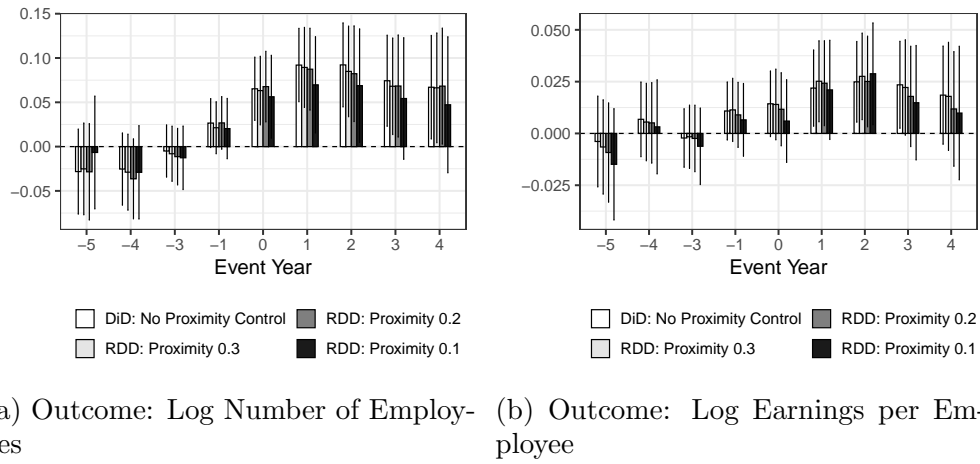 0.15
0.10
0.05
0.00
−0.05
−5 −4 −3 −1 0 1 2 3 4
Event Year
DiD: No Proximity Control RDD: Proximity 0.2
RDD: Proximity 0.3 RDD: Proximity 0.1
a) Outcome: Log Number of Employ-
es
0.050
0.025
0.000
−0.025
−5 −4 −3 −1 0 1 2 3 4
Event Year
DiD: No Proximity Control RDD: Proximity 0.2
RDD: Proximity 0.3 RDD: Proximity 0.1
(b) Outcome: Log Earnings per Em-
ployee